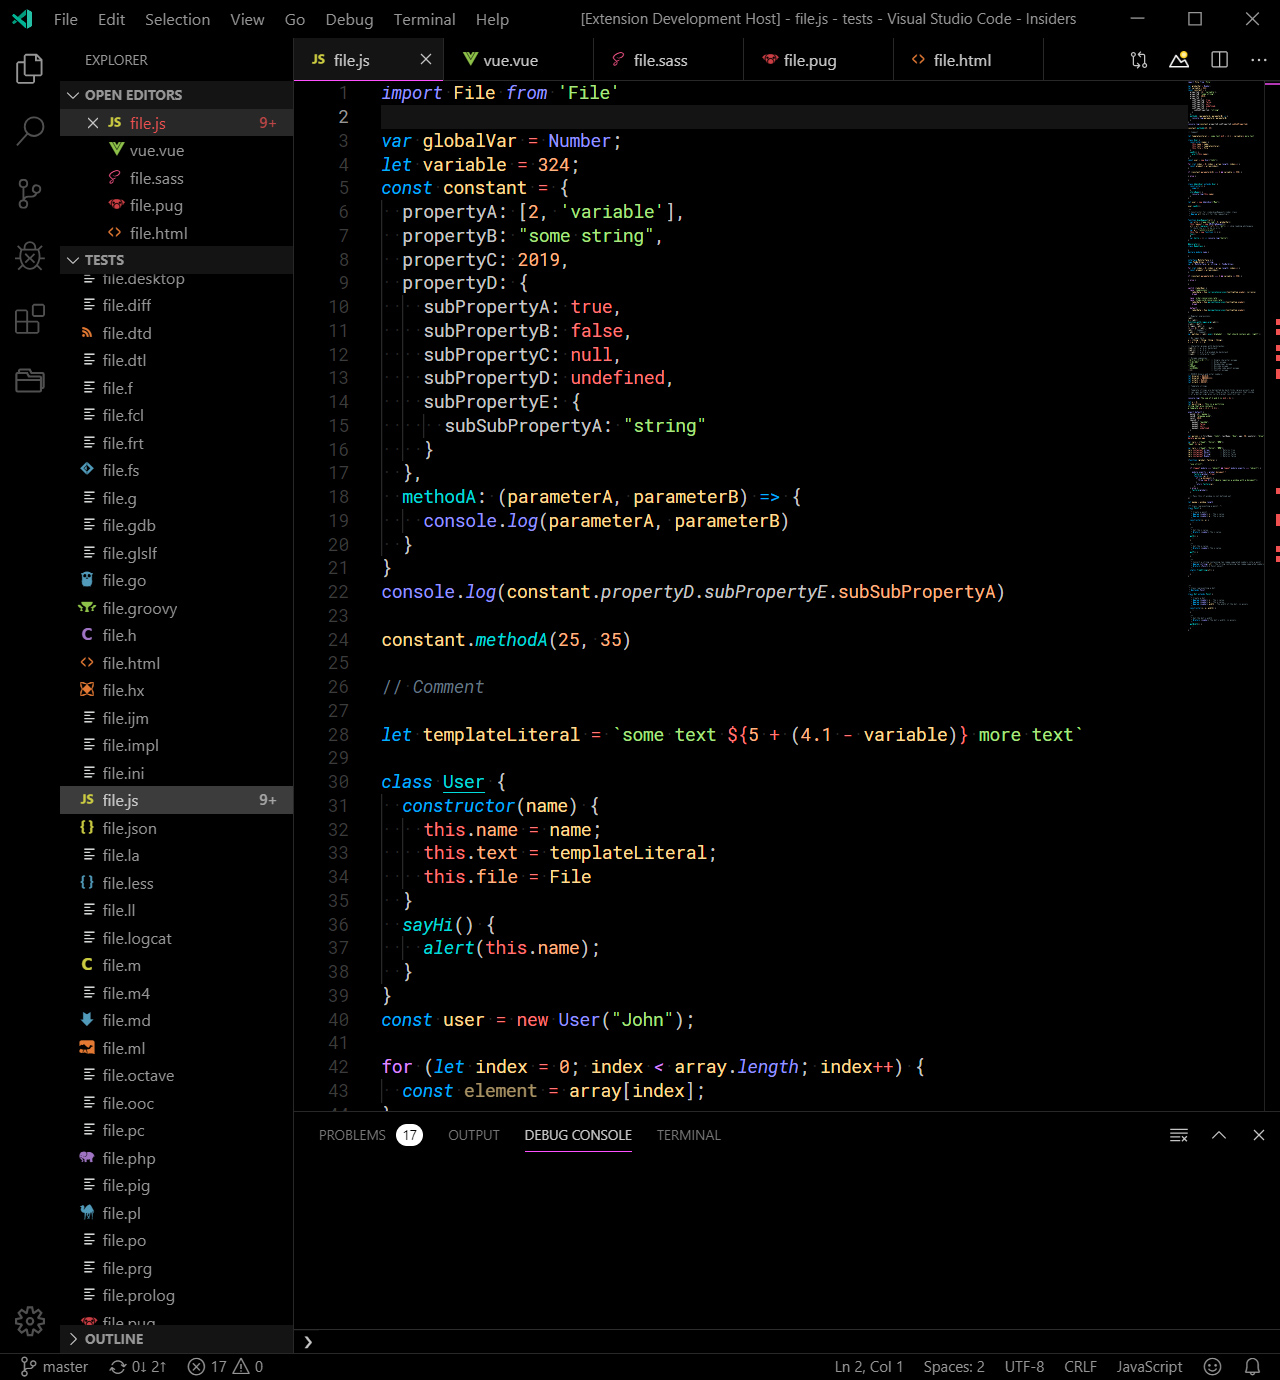 File Edit Selection View Go Debug Terminal Help [Extension Development Host] - file.js - tests - Visual Studio Code - Insiders
EXPLORER
OPEN EDITORS
JS file.js 9+
vue.vue
file.sass
file.pug
file.html
TESTS
file.desktop
file.diff
file.dtd
file.dtl
file.f
file.fcl
file.frt
file.fs
file.g
file.gdb
file.glslf
file.go
file.groovy
C file.h
file.html
file.hx
file.ijm
file.impl
file.ini
JS file.js 9+
{} file.json
file.la
{} file.less
file.ll
file.logcat
C file.m
file.m4
file.md
file.ml
file.octave
file.ooc
file.pc
file.php
file.pig
file.pl
file.po
file.prg
file.prolog
file.pug
OUTLINE
JS file.js vue.vue file.sass file.pug <> file.html
1 import File from 'File'
2
3 var globalVar = Number;
4 let variable = 324;
5 const constant = {
6 propertyA: [2, 'variable'],
7 propertyB: "some string",
8 propertyC: 2019,
9 propertyD: {
10 subPropertyA: true,
11 subPropertyB: false,
12 subPropertyC: null,
13 subPropertyD: undefined,
14 subPropertyE: {
15 subSubPropertyA: "string"
16 }
17 },
18 methodA: (parameterA, parameterB) => {
19 console.log(parameterA, parameterB)
20 }
21 }
22 console.log(constant.propertyD.subPropertyE.subSubPropertyA)
23
24 constant.methodA(25, 35)
25
26 // Comment
27
28 let templateLiteral = `some text ${5 + (4.1 - variable)} more text`
29
30 class User {
31 constructor(name) {
32 this.name = name;
33 this.text = templateLiteral;
34 this.file = File
35 }
36 sayHi() {
37 alert(this.name);
38 }
39 }
40 const user = new User("John");
41
42 for (let index = 0; index < array.length; index++) {
43 const element = array[index];
PROBLEMS 17 OUTPUT DEBUG CONSOLE TERMINAL
master 0↓ 2↑ 17 0 Ln 2, Col 1 Spaces: 2 UTF-8 CRLF JavaScript